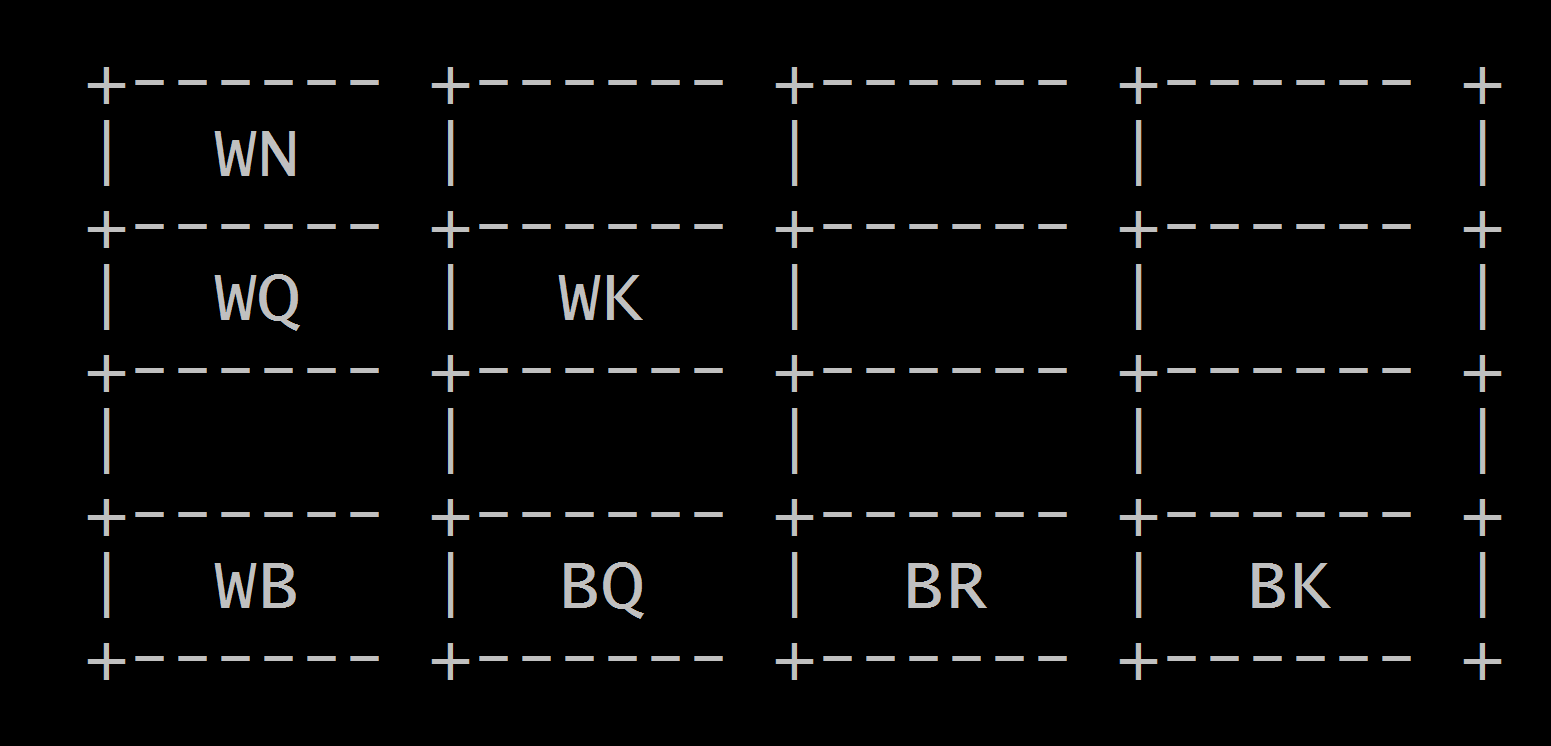 +------ +------ +------ +------ +
|  WN   |       |       |       |
+------ +------ +------ +------ +
|  WQ   |  WK   |       |       |
+------ +------ +------ +------ +
|       |       |       |       |
+------ +------ +------ +------ +
|  WB   |  BQ   |  BR   |  BK   |
+------ +------ +------ +------ +